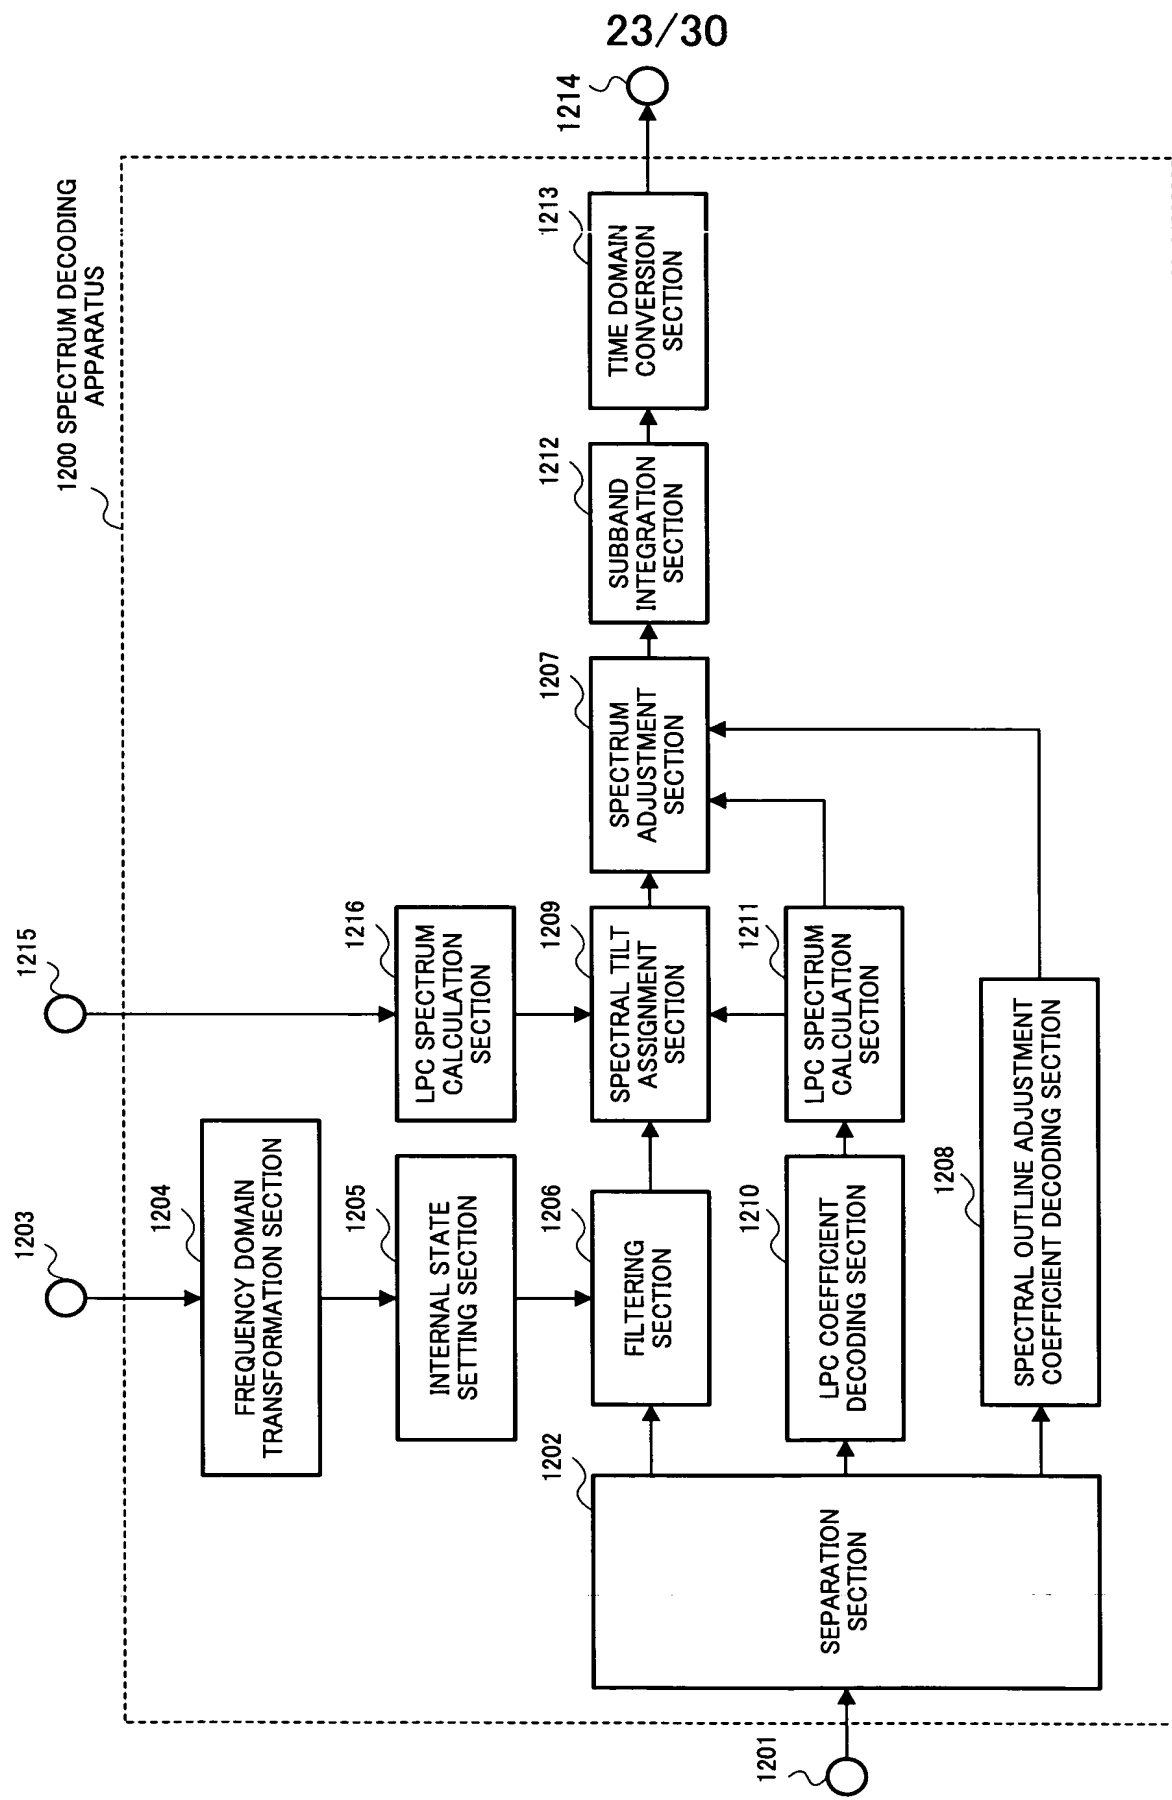 23/30
1200 SPECTRUM DECODING
APPARATUS
1203
1215
1204
FREQUENCY DOMAIN
TRANSFORMATION SECTION
1205
INTERNAL STATE
SETTING SECTION
1216
LPC SPECTRUM
CALCULATION
SECTION
1201
1202
SEPARATION
SECTION
1206
FILTERING
SECTION
1209
SPECTRAL TILT
ASSIGNMENT
SECTION
1207
SPECTRUM
ADJUSTMENT
SECTION
1212
SUBBAND
INTEGRATION
SECTION
1213
TIME DOMAIN
CONVERSION
SECTION
1214
1210
LPC COEFFICIENT
DECODING SECTION
1211
LPC SPECTRUM
CALCULATION
SECTION
1208
SPECTRAL OUTLINE ADJUSTMENT
COEFFICIENT DECODING SECTION